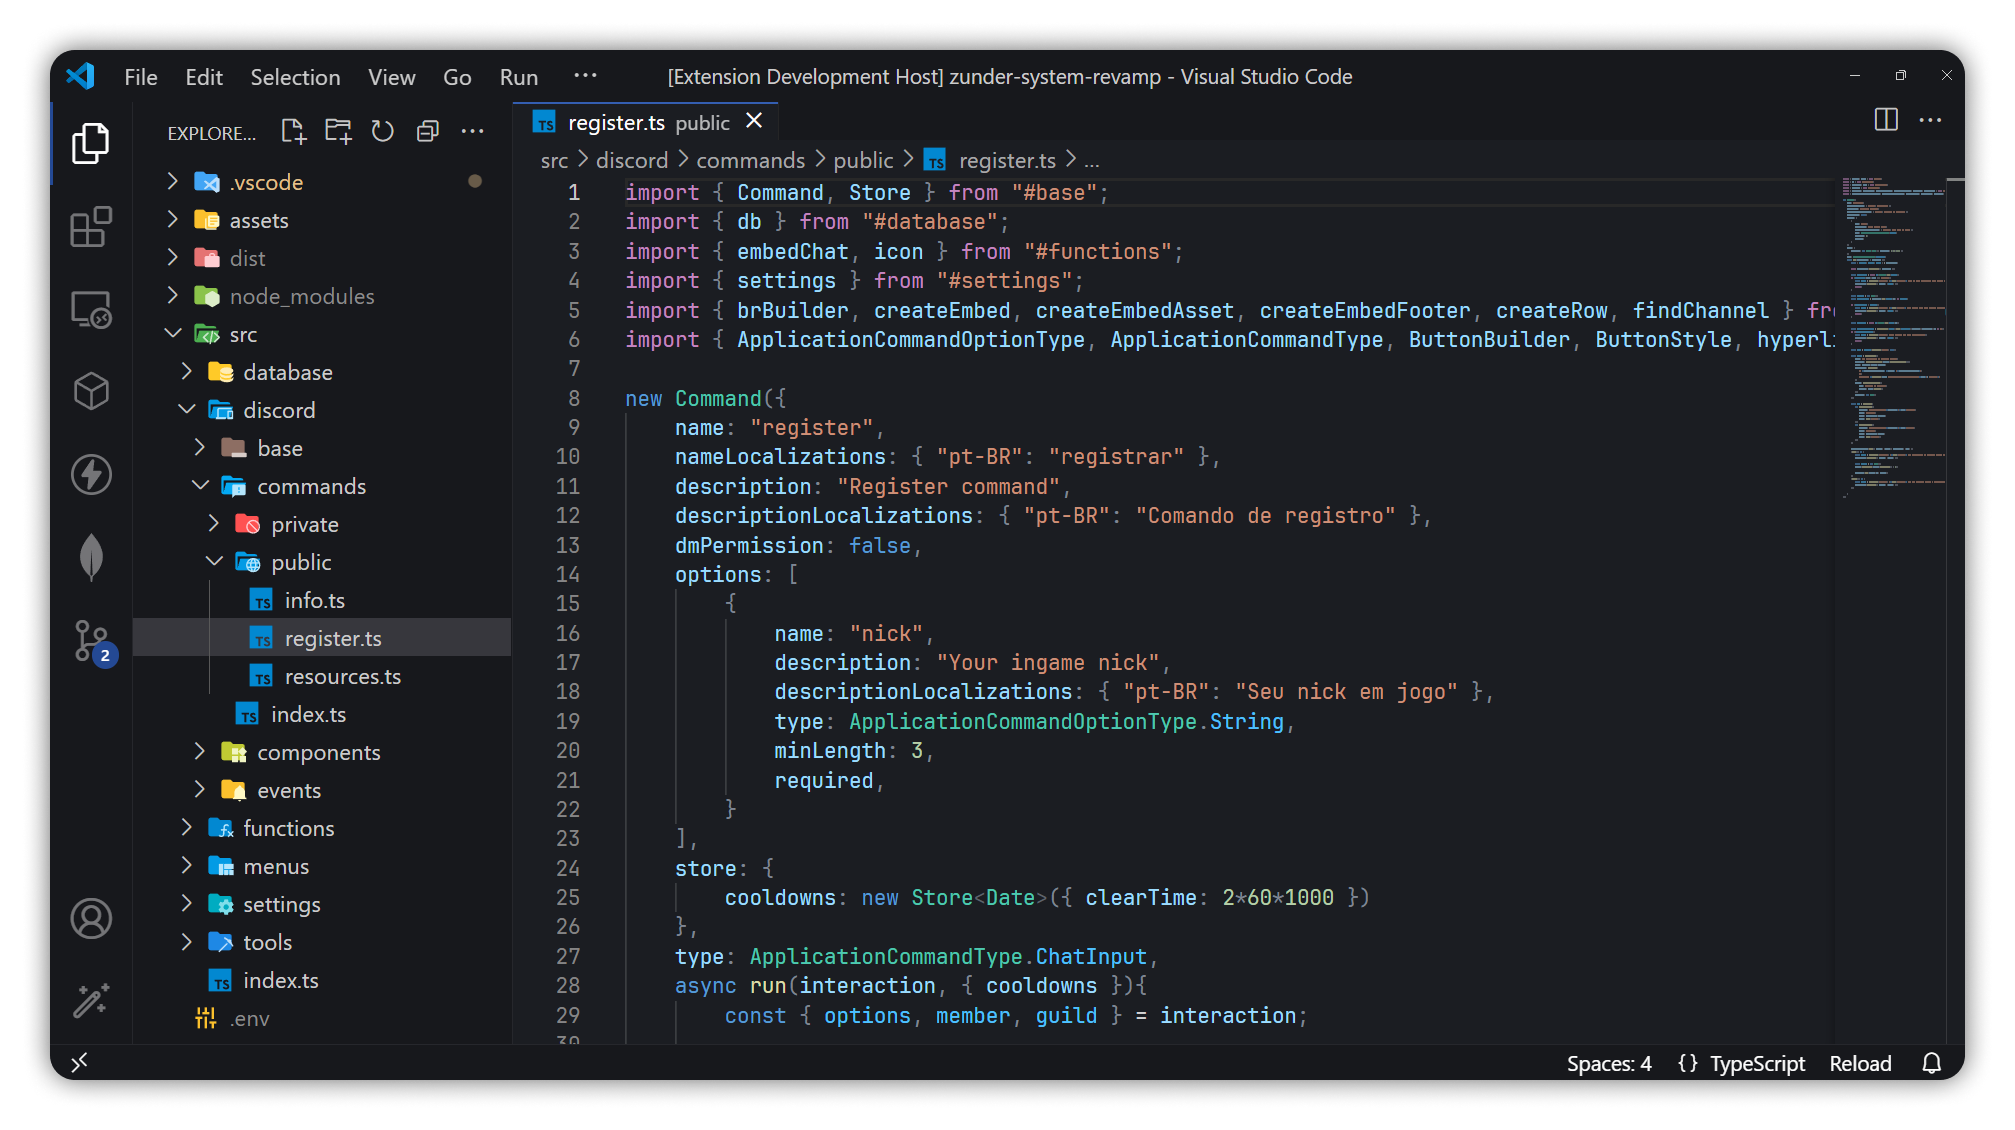 File Edit Selection View Go Run ··· [Extension Development Host] zunder-system-revamp - Visual Studio Code
EXPLORE...
.vscode
assets
dist
node_modules
src
database
discord
base
commands
private
public
info.ts
register.ts
resources.ts
index.ts
components
events
functions
menus
settings
tools
index.ts
.env
2
TS register.ts public
src > discord > commands > public > TS register.ts > ...
1 import { Command, Store } from "#base";
2 import { db } from "#database";
3 import { embedChat, icon } from "#functions";
4 import { settings } from "#settings";
5 import { brBuilder, createEmbed, createEmbedAsset, createEmbedFooter, createRow, findChannel } fro
6 import { ApplicationCommandOptionType, ApplicationCommandType, ButtonBuilder, ButtonStyle, hyperli
7
8 new Command({
9 name: "register",
10 nameLocalizations: { "pt-BR": "registrar" },
11 description: "Register command",
12 descriptionLocalizations: { "pt-BR": "Comando de registro" },
13 dmPermission: false,
14 options: [
15 {
16 name: "nick",
17 description: "Your ingame nick",
18 descriptionLocalizations: { "pt-BR": "Seu nick em jogo" },
19 type: ApplicationCommandOptionType.String,
20 minLength: 3,
21 required,
22 }
23 ],
24 store: {
25 cooldowns: new Store<Date>({ clearTime: 2*60*1000 })
26 },
27 type: ApplicationCommandType.ChatInput,
28 async run(interaction, { cooldowns }){
29 const { options, member, guild } = interaction;
30
Spaces: 4 {} TypeScript Reload